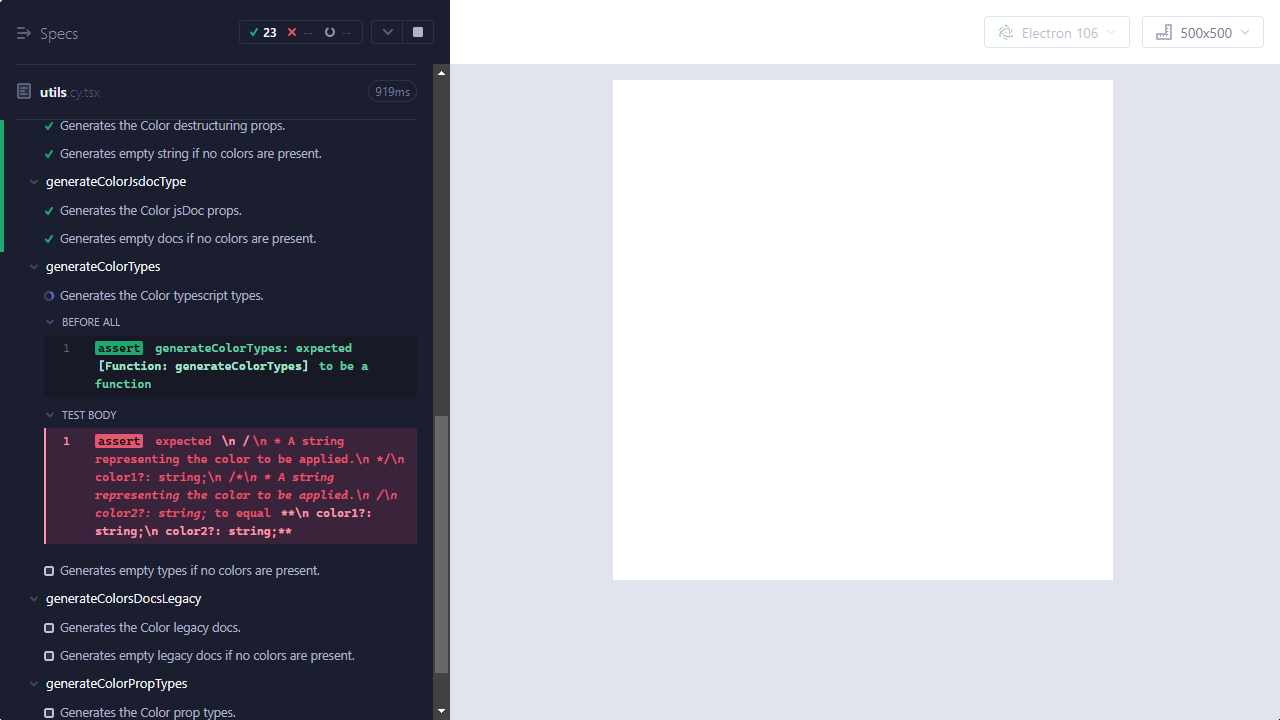 Specs
23 -- --
Electron 106
500x500
utils.cy.tsx
919ms
Generates the Color destructuring props.
Generates empty string if no colors are present.
generateColorJsdocType
Generates the Color jsDoc props.
Generates empty docs if no colors are present.
generateColorTypes
Generates the Color typescript types.
BEFORE ALL
1 assert generateColorTypes: expected
[Function: generateColorTypes] to be a
function
TEST BODY
1 assert expected \n /\n * A string
representing the color to be applied.\n */\n
color1?: string;\n /*\n * A string
representing the color to be applied.\n /\n
color2?: string; to equal **\n color1?:
string;\n color2?: string;**
Generates empty types if no colors are present.
generateColorsDocsLegacy
Generates the Color legacy docs.
Generates empty legacy docs if no colors are present.
generateColorPropTypes
Generates the Color prop types.